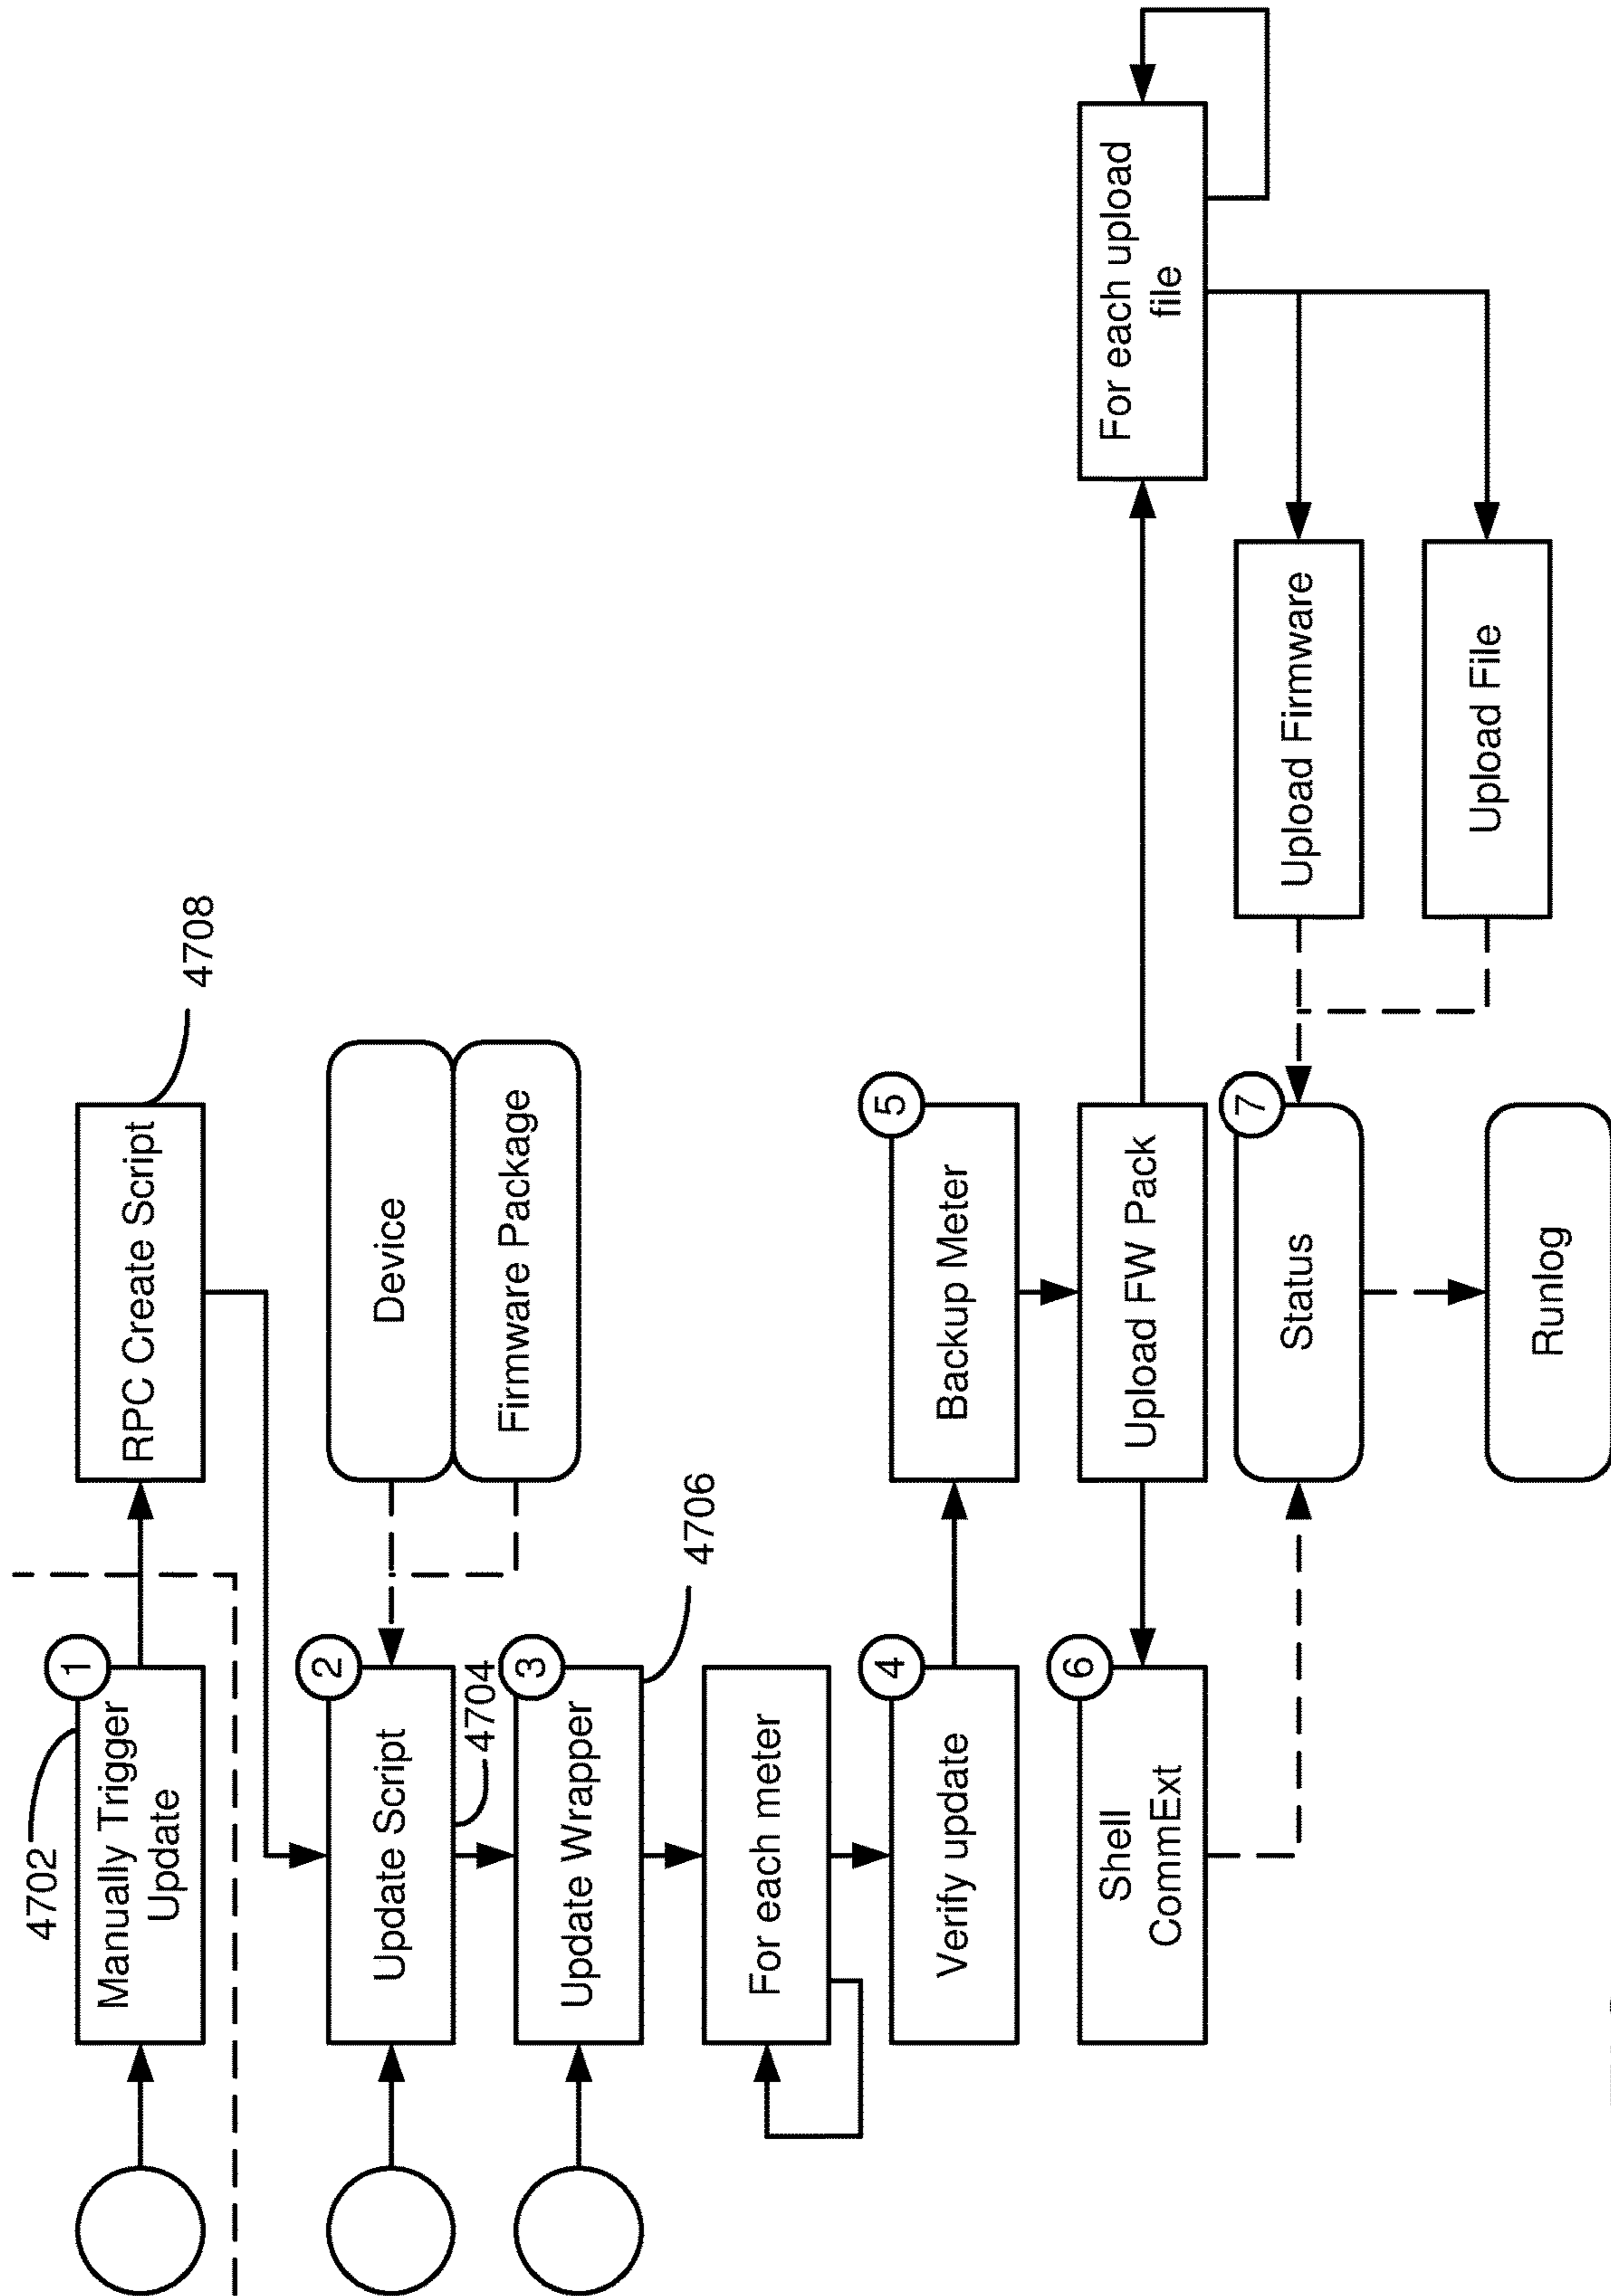 4702
1
Manually Trigger
Update
RPC Create Script
4708
2
Update Script
4704
Device
Firmware Package
3
Update Wrapper
4706
For each meter
4
Verify update
5
Backup Meter
6
Shell
CommExt
Upload FW Pack
For each upload
file
7
Status
Upload Firmware
Runlog
Upload File